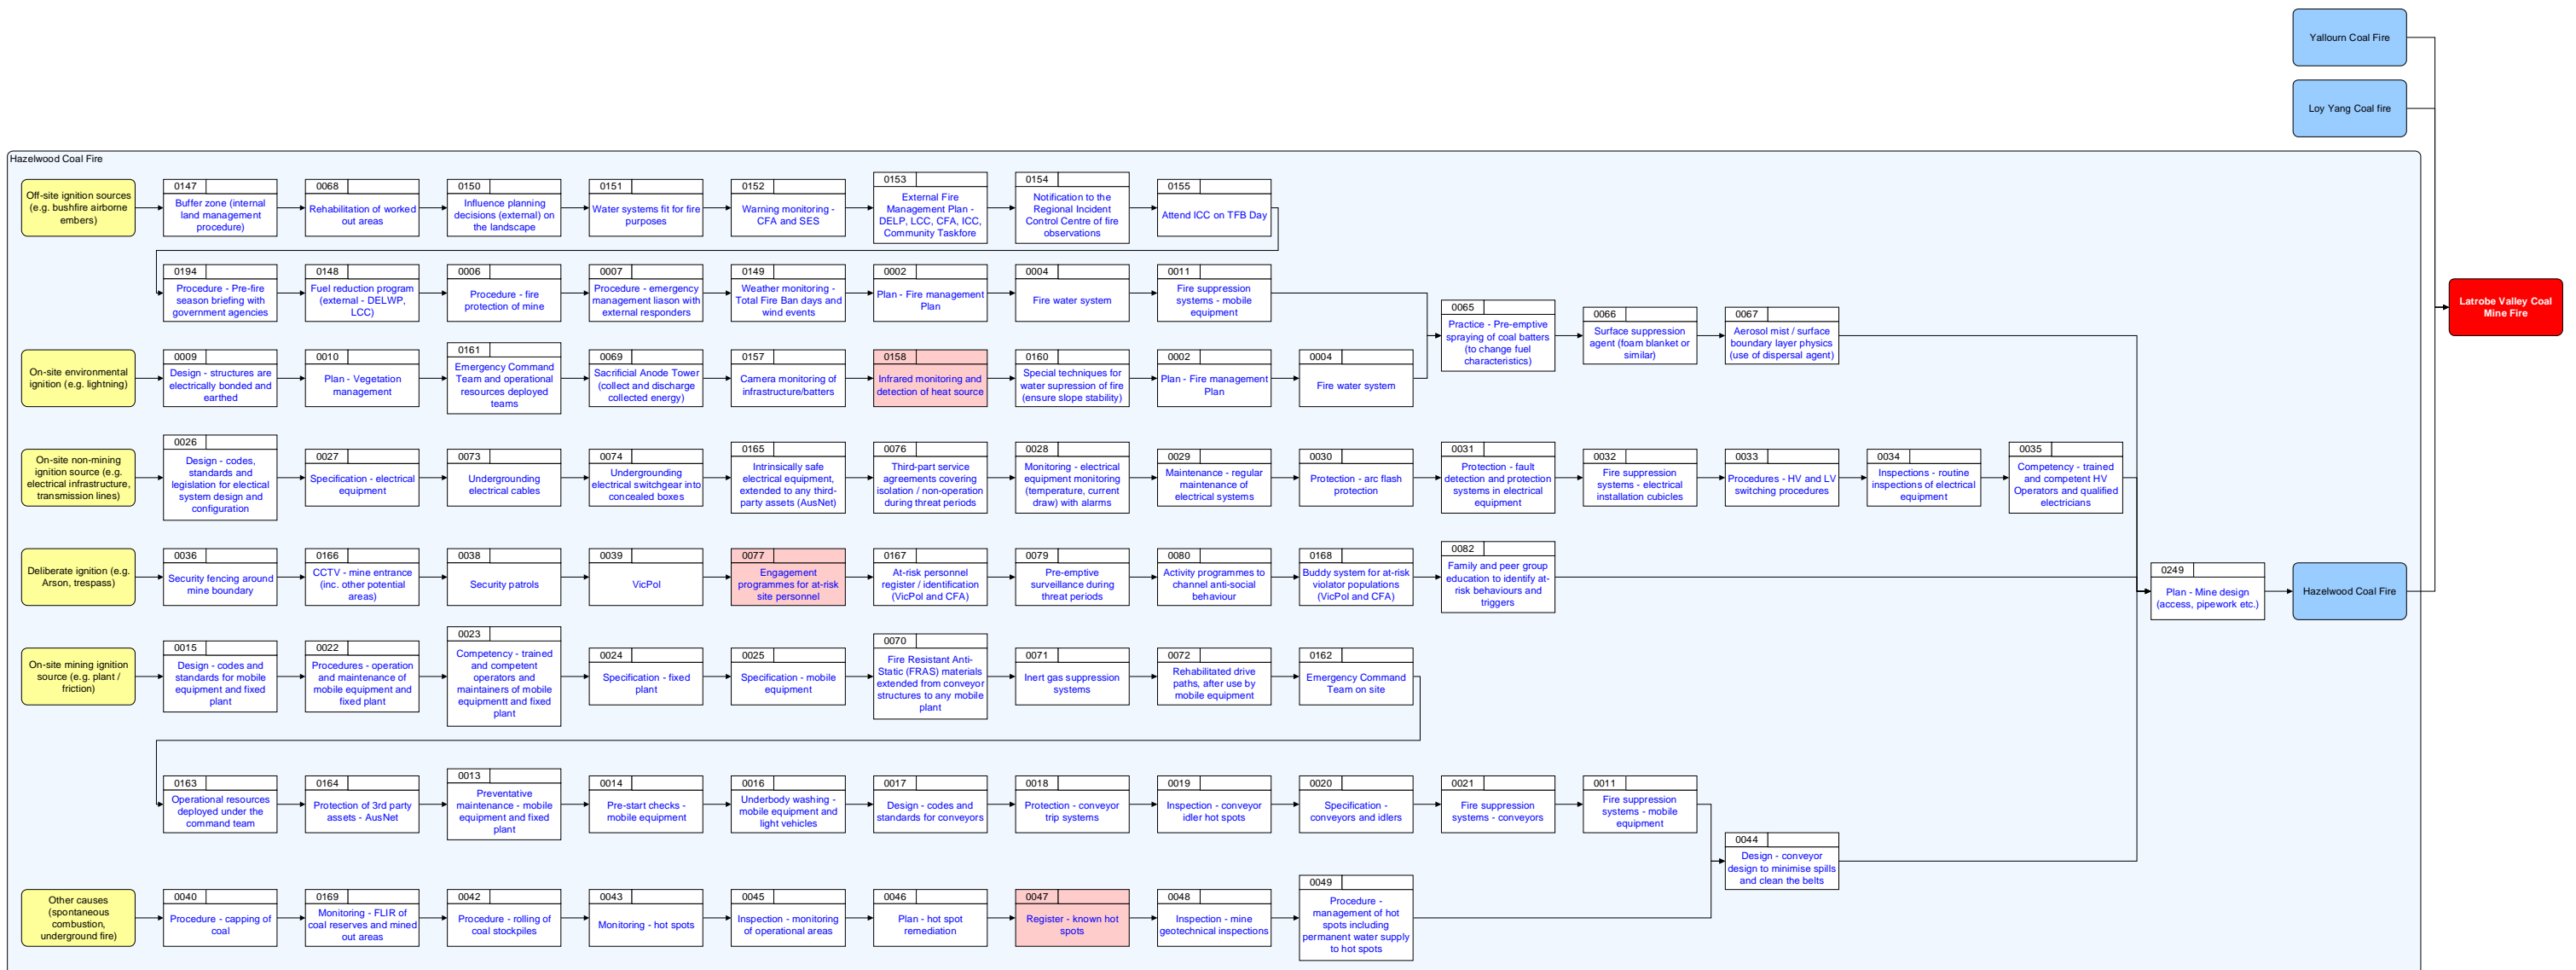 Yallourn Coal Fire
Loy Yang Coal fire
Hazelwood Coal Fire
Off-site ignition sources
(e.g. bushfire airborne
embers)
0147
Buffer zone (internal
land management
procedure)
0068
Rehabilitation of worked
out areas
0150
Influence planning
decisions (external) on
the landscape
0151
Water systems fit for fire
purposes
0152
Warning monitoring -
CFA and SES
0153
External Fire
Management Plan -
DELP, LCC, CFA, ICC,
Community Taskfore
0154
Notification to the
Regional Incident
Control Centre of fire
observations
0155
Attend ICC on TFB Day
0194
Procedure - Pre-fire
season briefing with
government agencies
0148
Fuel reduction program
(external - DELWP,
LCC)
0006
Procedure - fire
protection of mine
0007
Procedure - emergency
management liason with
external responders
0149
Weather monitoring -
Total Fire Ban days and
wind events
0002
Plan - Fire management
Plan
0004
Fire water system
0011
Fire suppression
systems - mobile
equipment
0065
Practice - Pre-emptive
spraying of coal batters
(to change fuel
characteristics)
0066
Surface suppression
agent (foam blanket or
similar)
0067
Aerosol mist / surface
boundary layer physics
(use of dispersal agent)
Latrobe Valley Coal
Mine Fire
On-site environmental
ignition (e.g. lightning)
0009
Design - structures are
electrically bonded and
earthed
0010
Plan - Vegetation
management
0161
Emergency Command
Team and operational
resources deployed
teams
0069
Sacrificial Anode Tower
(collect and discharge
collected energy)
0157
Camera monitoring of
infrastructure/batters
0158
Infrared monitoring and
detection of heat source
0160
Special techniques for
water supression of fire
(ensure slope stability)
0002
Plan - Fire management
Plan
0004
Fire water system
On-site non-mining
ignition source (e.g.
electrical infrastructure,
transmission lines)
0026
Design - codes,
standards and
legislation for electical
system design and
configuration
0027
Specification - electrical
equipment
0073
Undergrounding
electrical cables
0074
Undergrounding
electrical switchgear into
concealed boxes
0165
Intrinsically safe
electrical equipment,
extended to any third-
party assets (AusNet)
0076
Third-part service
agreements covering
isolation / non-operation
during threat periods
0028
Monitoring - electrical
equipment monitoring
(temperature, current
draw) with alarms
0029
Maintenance - regular
maintenance of
electrical systems
0030
Protection - arc flash
protection
0031
Protection - fault
detection and protection
systems in electrical
equipment
0032
Fire suppression
systems - electrical
installation cubicles
0033
Procedures - HV and LV
switching procedures
0034
Inspections - routine
inspections of electrical
equipment
0035
Competency - trained
and competent HV
Operators and qualified
electricians
Deliberate ignition (e.g.
Arson, trespass)
0036
Security fencing around
mine boundary
0166
CCTV - mine entrance
(inc. other potential
areas)
0038
Security patrols
0039
VicPol
0077
Engagement
programmes for at-risk
site personnel
0167
At-risk personnel
register / identification
(VicPol and CFA)
0079
Pre-emptive
surveillance during
threat periods
0080
Activity programmes to
channel anti-social
behaviour
0168
Buddy system for at-risk
violator populations
(VicPol and CFA)
0082
Family and peer group
education to identify at-
risk behaviours and
triggers
0249
Plan - Mine design
(access, pipework etc.)
Hazelwood Coal Fire
On-site mining ignition
source (e.g. plant /
friction)
0015
Design - codes and
standards for mobile
equipment and fixed
plant
0022
Procedures - operation
and maintenance of
mobile equipment and
fixed plant
0023
Competency - trained
and competent
operators and
maintainers of mobile
equipmentt and fixed
plant
0024
Specification - fixed
plant
0025
Specification - mobile
equipment
0070
Fire Resistant Anti-
Static (FRAS) materials
extended from conveyor
structures to any mobile
plant
0071
Inert gas suppression
systems
0072
Rehabilitated drive
paths, after use by
mobile equipment
0162
Emergency Command
Team on site
0163
Operational resources
deployed under the
command team
0164
Protection of 3rd party
assets - AusNet
0013
Preventative
maintenance - mobile
equipment and fixed
plant
0014
Pre-start checks -
mobile equipment
0016
Underbody washing -
mobile equipment and
light vehicles
0017
Design - codes and
standards for conveyors
0018
Protection - conveyor
trip systems
0019
Inspection - conveyor
idler hot spots
0020
Specification -
conveyors and idlers
0021
Fire suppression
systems - conveyors
0011
Fire suppression
systems - mobile
equipment
0044
Design - conveyor
design to minimise spills
and clean the belts
Other causes
(spontaneous
combustion,
underground fire)
0040
Procedure - capping of
coal
0169
Monitoring - FLIR of
coal reserves and mined
out areas
0042
Procedure - rolling of
coal stockpiles
0043
Monitoring - hot spots
0045
Inspection - monitoring
of operational areas
0046
Plan - hot spot
remediation
0047
Register - known hot
spots
0048
Inspection - mine
geotechnical inspections
0049
Procedure -
management of hot
spots including
permanent water supply
to hot spots